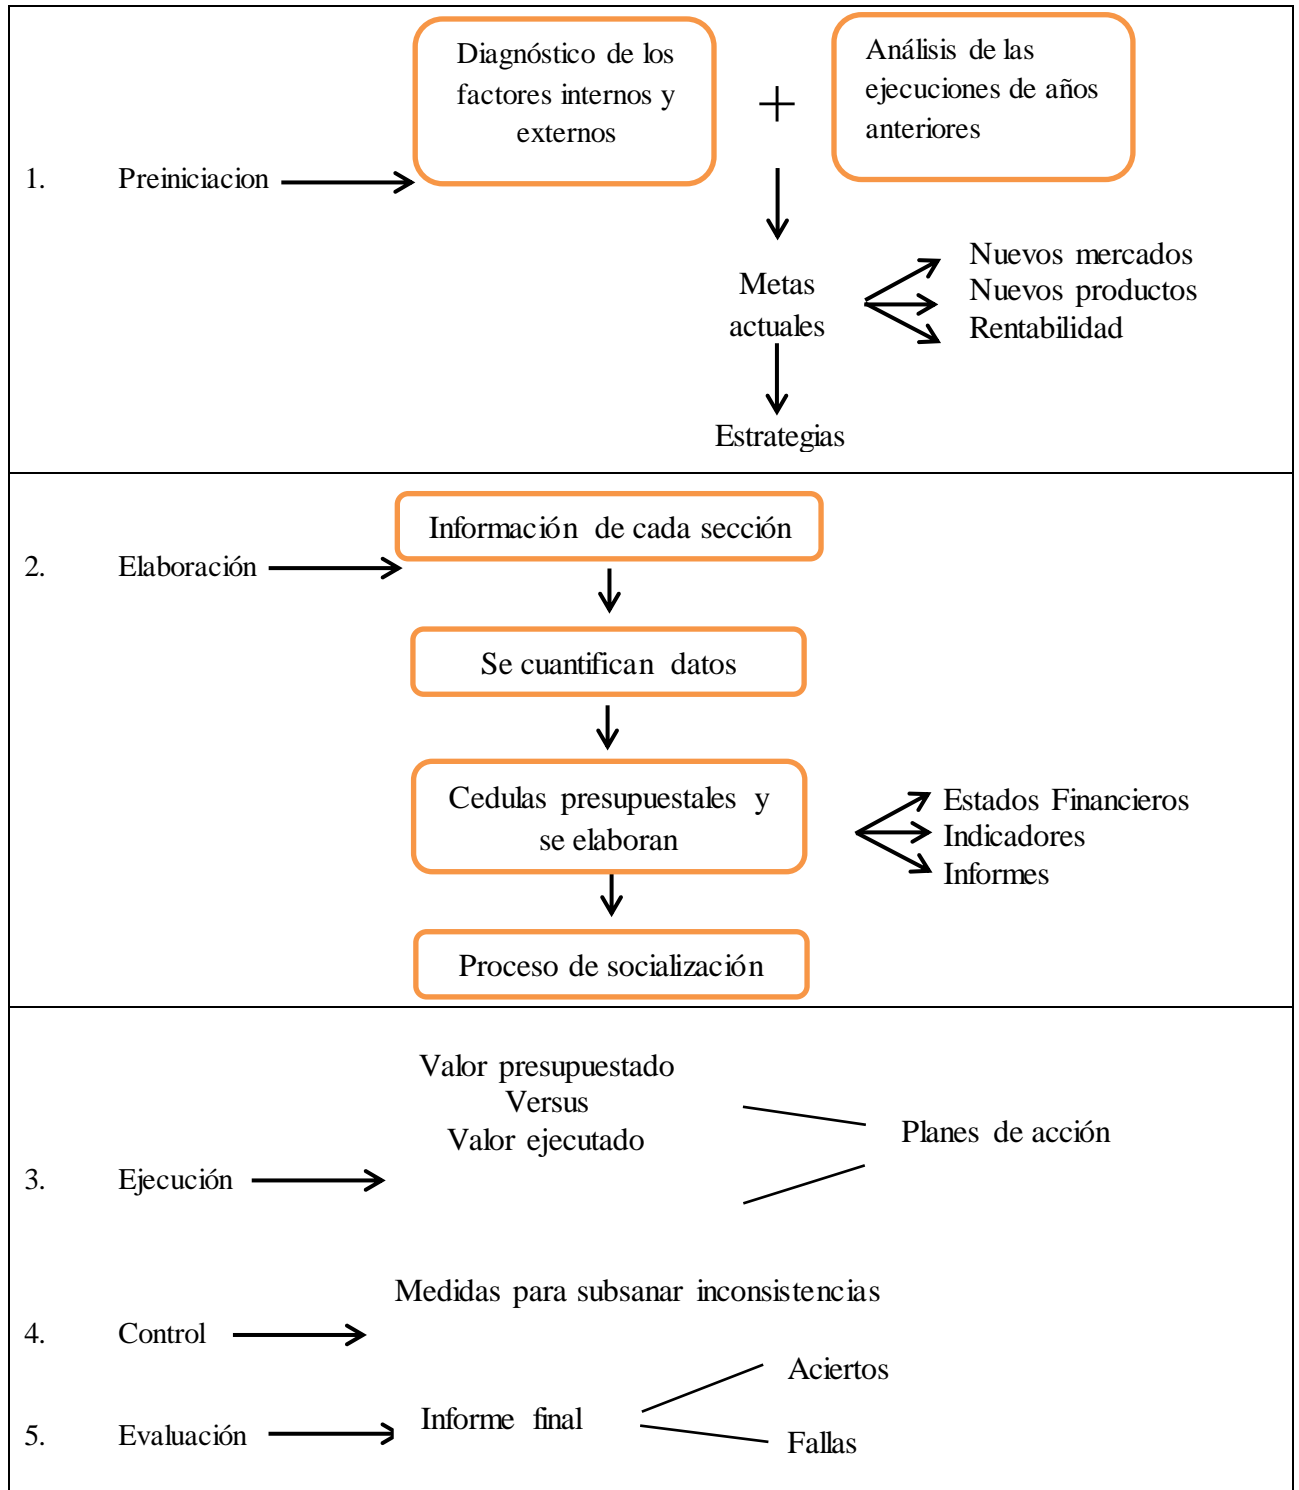 Diagnóstico de los
factores internos y
externos
+
Análisis de las
ejecuciones de años
anteriores
1. Preiniciacion
Metas
actuales
Nuevos mercados
Nuevos productos
Rentabilidad
Estrategias
2. Elaboración
Información de cada sección
Se cuantifican datos
Cedulas presupuestales y
se elaboran
Estados Financieros
Indicadores
Informes
Proceso de socialización
3. Ejecución
Valor presupuestado
Versus
Valor ejecutado
Planes de acción
4. Control
Medidas para subsanar inconsistencias
5. Evaluación
Informe final
Aciertos
Fallas